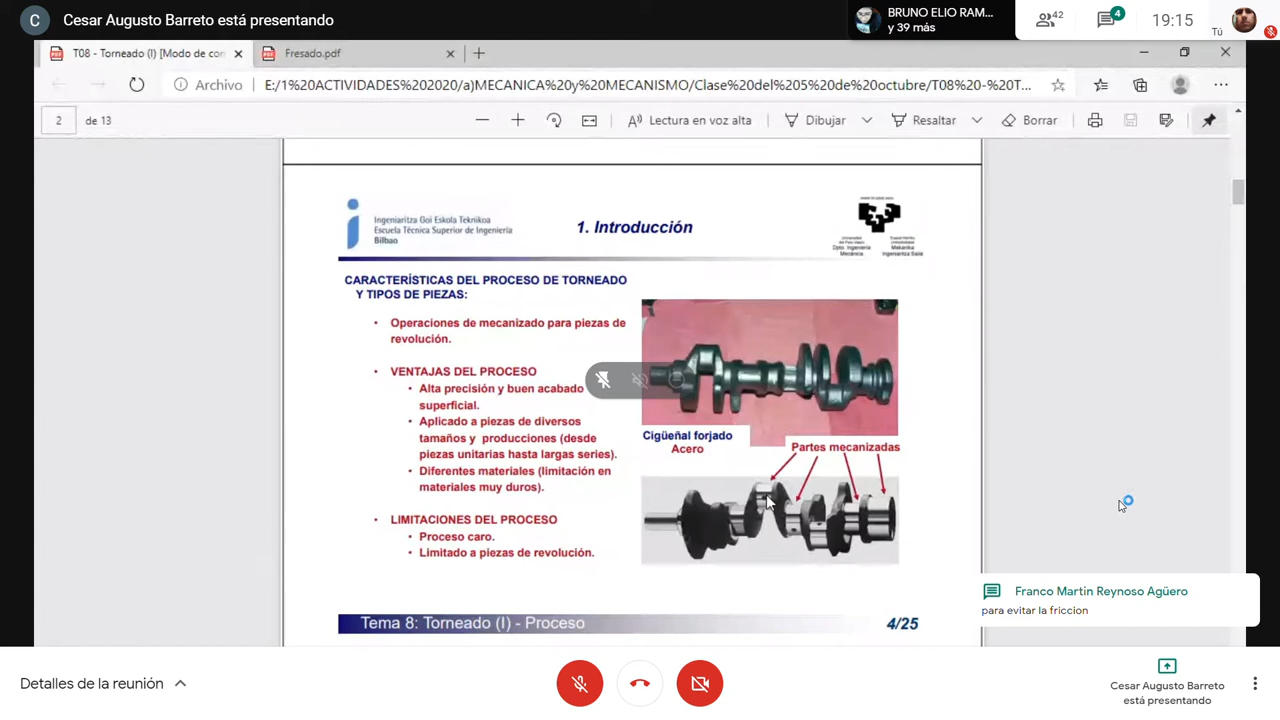 C
Cesar Augusto Barreto está presentando
BRUNO ELIO RAM...
y 39 más
42
4
19:15
Tú
T08 - Torneado (I) [Modo de con
Fresado.pdf
Archivo
E:/1%20ACTIVIDADES%202020/a)MECANICA%20y%20MECANISMO/Clase%20del%205%20de%20octubre/T08%20-%20T...
2
de 13
Lectura en voz alta
Dibujar
Resaltar
Borrar
Ingeniaritza Goi Eskola Teknikoa
Escuela Técnica Superior de Ingeniería
Bilbao
1. Introducción
Dpto. Ingeniería
Mecánica
Mekanika
Ingeniaritza Saila
CARACTERÍSTICAS DEL PROCESO DE TORNEADO
Y TIPOS DE PIEZAS:
• Operaciones de mecanizado para piezas de
revolución.
• VENTAJAS DEL PROCESO
• Alta precisión y buen acabado
superficial.
• Aplicado a piezas de diversos
tamaños y producciones (desde
piezas unitarias hasta largas series).
• Diferentes materiales (limitación en
materiales muy duros).
• LIMITACIONES DEL PROCESO
• Proceso caro.
• Limitado a piezas de revolución.
Cigüeñal forjado
Acero
Partes mecanizadas
Tema 8: Torneado (I) - Proceso
4/25
Franco Martin Reynoso Agüero
para evitar la friccion
Detalles de la reunión
Cesar Augusto Barreto
está presentando